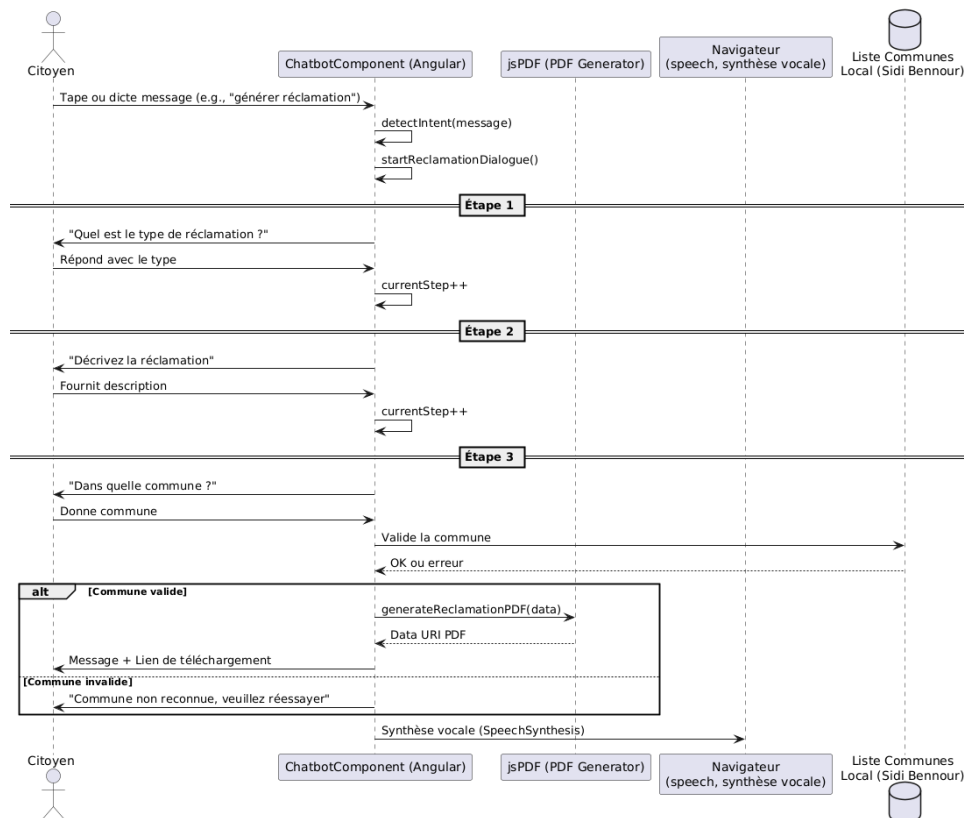 Citoyen
ChatbotComponent (Angular)
jsPDF (PDF Generator)
Navigateur
(speech, synthèse vocale)
Liste Communes
Local (Sidi Bennour)
Tape ou dicte message (e.g., "générer réclamation")
detectIntent(message)
startReclamationDialogue()
Étape 1
"Quel est le type de réclamation ?"
Répond avec le type
currentStep++
Étape 2
"Décrivez la réclamation"
Fournit description
currentStep++
Étape 3
"Dans quelle commune ?"
Donne commune
Valide la commune
OK ou erreur
alt
[Commune valide]
generateReclamationPDF(data)
Data URI PDF
Message + Lien de téléchargement
[Commune invalide]
"Commune non reconnue, veuillez réessayer"
Synthèse vocale (SpeechSynthesis)
Citoyen
ChatbotComponent (Angular)
jsPDF (PDF Generator)
Navigateur
(speech, synthèse vocale)
Liste Communes
Local (Sidi Bennour)